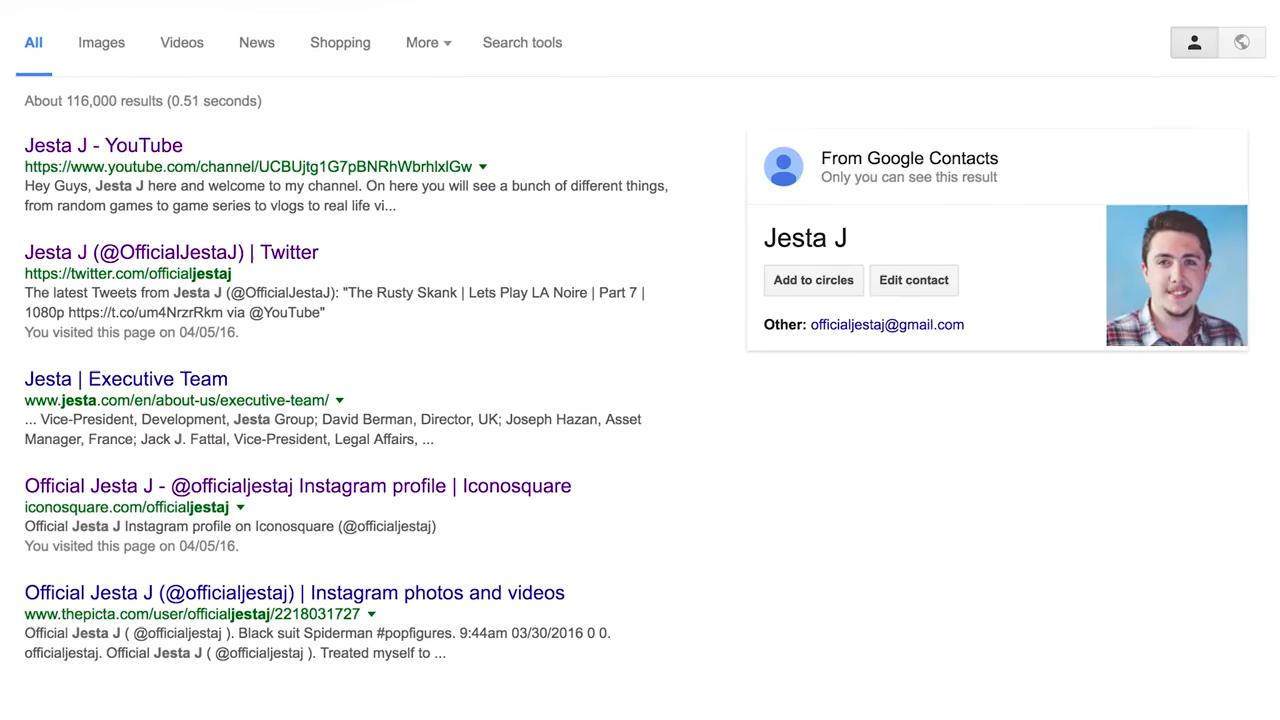 All Images Videos News Shopping More Search tools
About 116,000 results (0.51 seconds)
Jesta J - YouTube
https://www.youtube.com/channel/UCBUjtg1G7pBNRhWbrhlxlGw
Hey Guys, Jesta J here and welcome to my channel. On here you will see a bunch of different things,
from random games to game series to vlogs to real life vi...
Jesta J (@OfficialJestaJ) | Twitter
https://twitter.com/officialjestaj
The latest Tweets from Jesta J (@OfficialJestaJ): "The Rusty Skank | Lets Play LA Noire | Part 7 |
1080p https://t.co/um4NrzrRkm via @YouTube"
You visited this page on 04/05/16.
Jesta | Executive Team
www.jesta.com/en/about-us/executive-team/
... Vice-President, Development, Jesta Group; David Berman, Director, UK; Joseph Hazan, Asset
Manager, France; Jack J. Fattal, Vice-President, Legal Affairs, ...
Official Jesta J - @officialjestaj Instagram profile | Iconosquare
iconosquare.com/officialjestaj
Official Jesta J Instagram profile on Iconosquare (@officialjestaj)
You visited this page on 04/05/16.
Official Jesta J (@officialjestaj) | Instagram photos and videos
www.thepicta.com/user/officialjestaj/2218031727
Official Jesta J ( @officialjestaj ). Black suit Spiderman #popfigures. 9:44am 03/30/2016 0 0.
officialjestaj. Official Jesta J ( @officialjestaj ). Treated myself to ...
From Google Contacts
Only you can see this result
Jesta J
Add to circles Edit contact
Other: officialjestaj@gmail.com